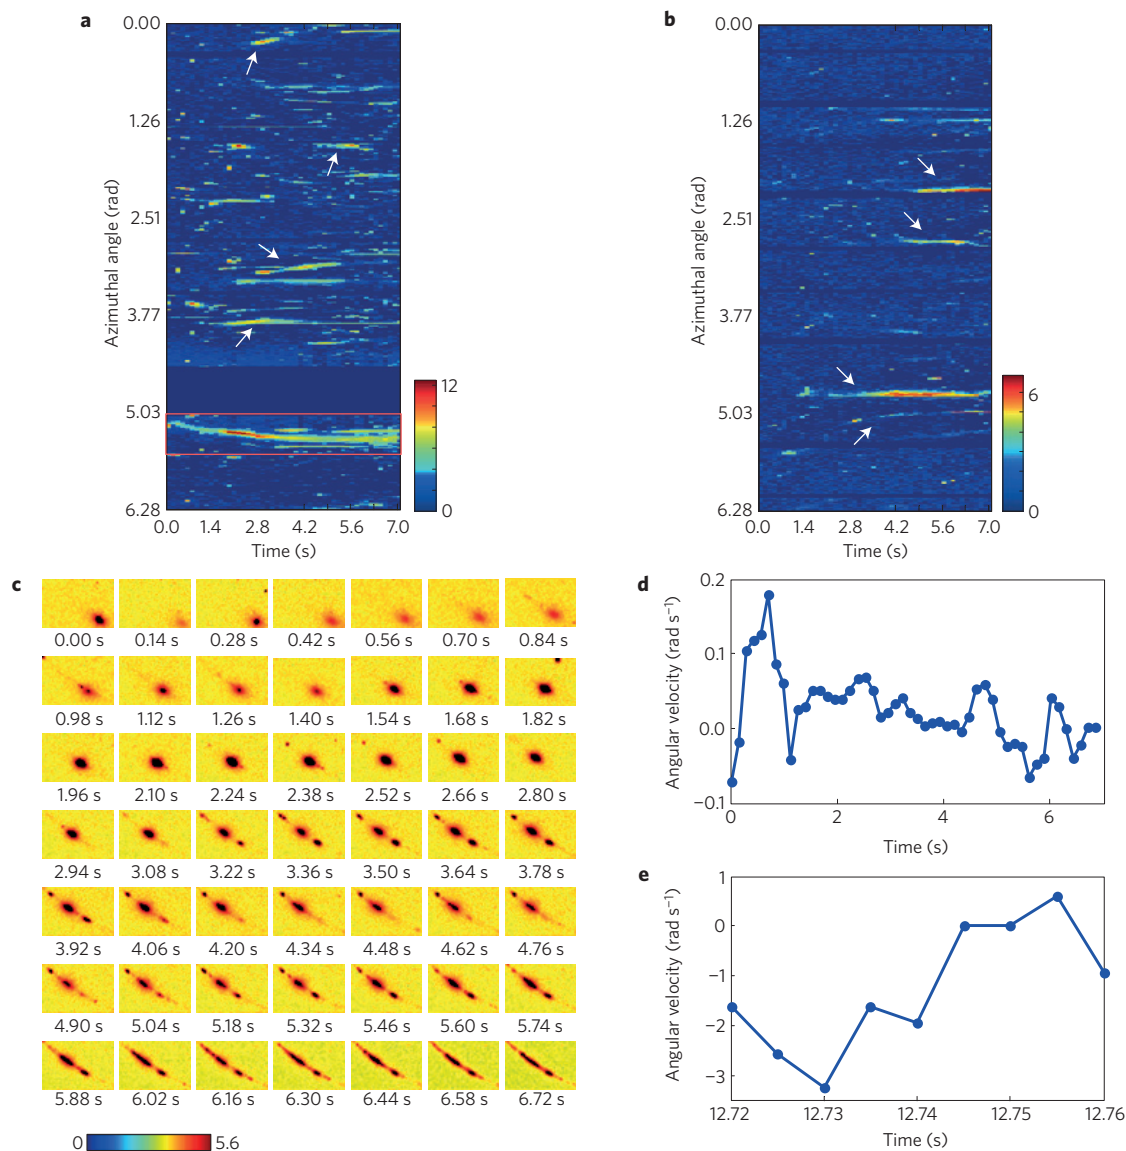 a
0.00
1.26
2.51
3.77
5.03
6.28
Azimuthal angle (rad)
0.0 1.4 2.8 4.2 5.6 7.0
Time (s)
12
0
b
0.00
1.26
2.51
3.77
5.03
6.28
Azimuthal angle (rad)
0.0 1.4 2.8 4.2 5.6 7.0
Time (s)
6
0
c
0.00 s 0.14 s 0.28 s 0.42 s 0.56 s 0.70 s 0.84 s
0.98 s 1.12 s 1.26 s 1.40 s 1.54 s 1.68 s 1.82 s
1.96 s 2.10 s 2.24 s 2.38 s 2.52 s 2.66 s 2.80 s
2.94 s 3.08 s 3.22 s 3.36 s 3.50 s 3.64 s 3.78 s
3.92 s 4.06 s 4.20 s 4.34 s 4.48 s 4.62 s 4.76 s
4.90 s 5.04 s 5.18 s 5.32 s 5.46 s 5.60 s 5.74 s
5.88 s 6.02 s 6.16 s 6.30 s 6.44 s 6.58 s 6.72 s
0 5.6
d
0.2
0.1
0.0
−0.1
Angular velocity (rad s⁻¹)
0 2 4 6
Time (s)
e
1
0
−1
−2
−3
Angular velocity (rad s⁻¹)
12.72 12.73 12.74 12.75 12.76
Time (s)